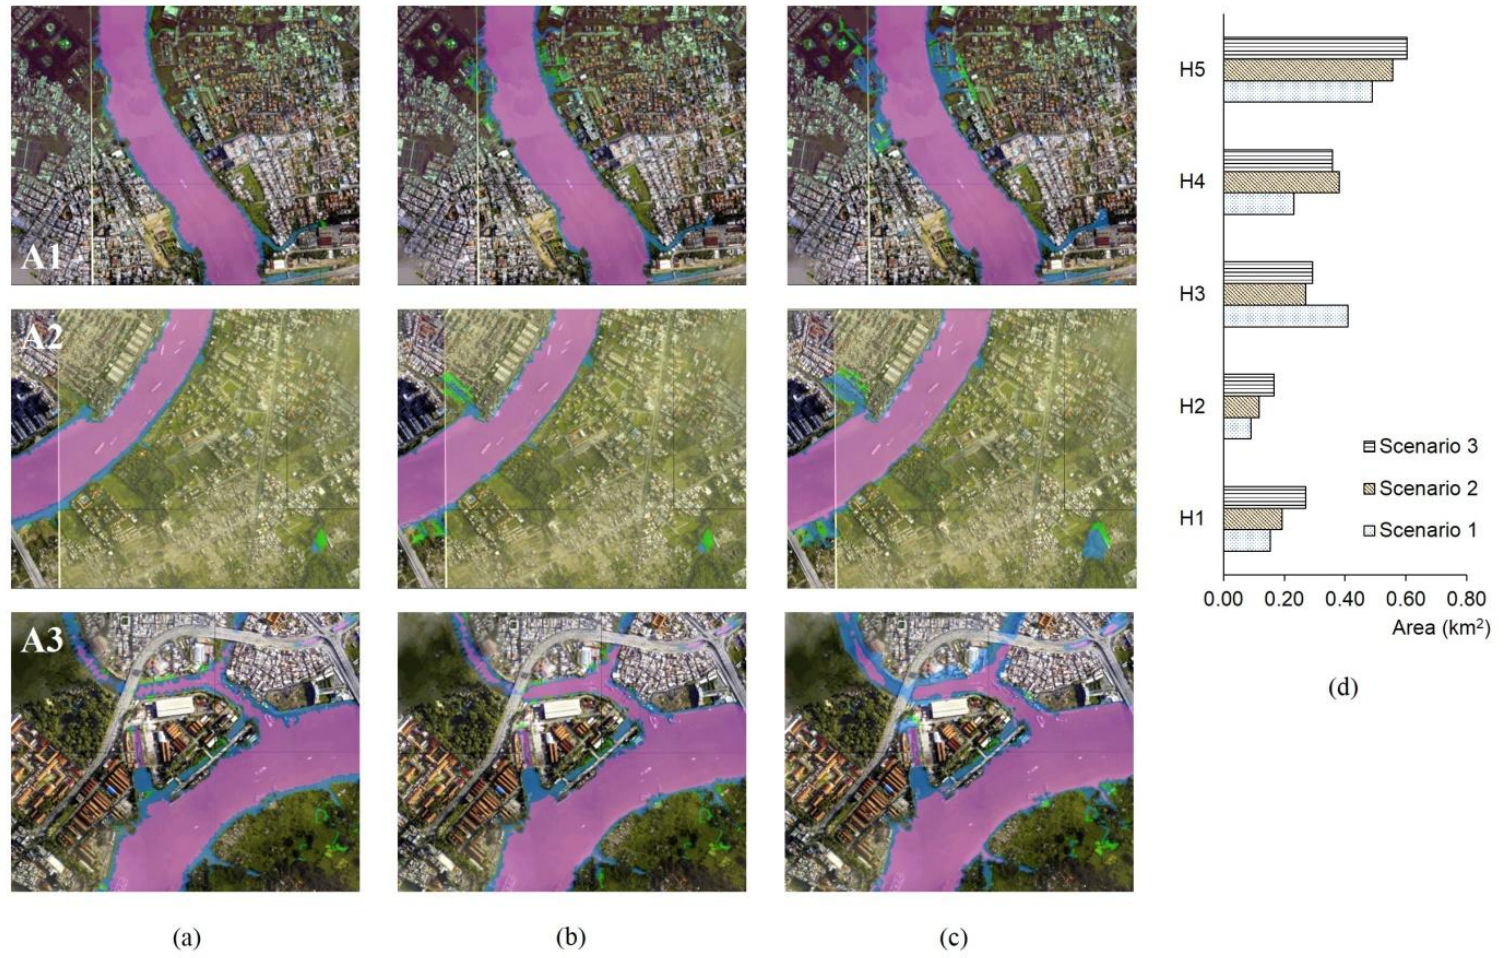 A1
A2
A3
(a)
(b)
(c)
H5
H4
H3
H2
H1
Scenario 3
Scenario 2
Scenario 1
0.00 0.20 0.40 0.60 0.80
Area (km²)
(d)